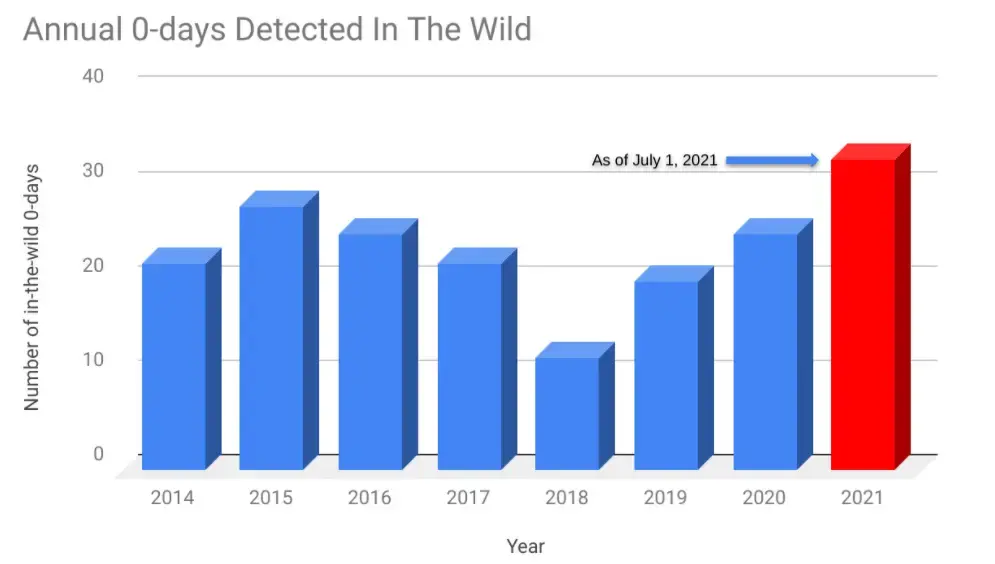 Annual 0-days Detected In The Wild
40
As of July 1, 2021
30
20
10
0
Number of in-the-wild 0-days
2014 2015 2016 2017 2018 2019 2020 2021
Year